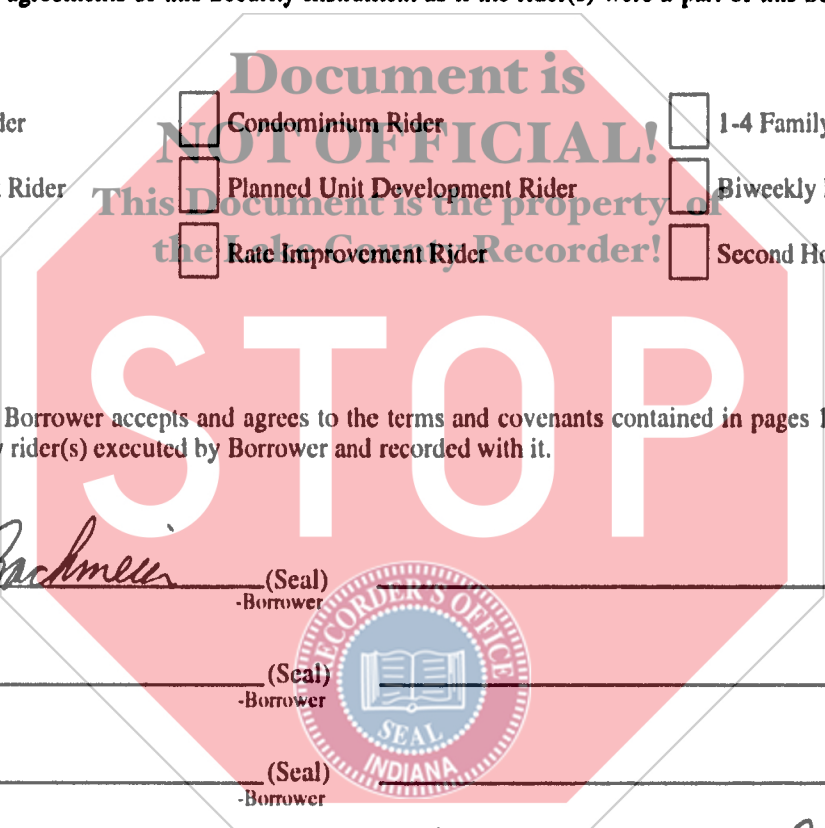 Document is
der Condominium Rider 1-4 Family
NOT OFFICIAL!
Rider Planned Unit Development Rider Biweekly
This Document is the property of
the Lake County Recorder!
Rate Improvement Rider Second Ho
STOP
Borrower accepts and agrees to the terms and covenants contained in pages 1
rider(s) executed by Borrower and recorded with it.
(Seal)
-Borrower
(Seal)
-Borrower
(Seal)
-Borrower
RECORDER'S OFFICE
SEAL
INDIANA